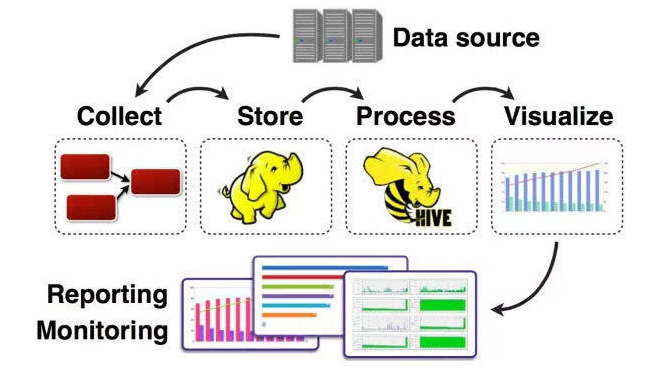 Data source
Collect
Store
Process
Visualize
HIVE
Reporting
Monitoring